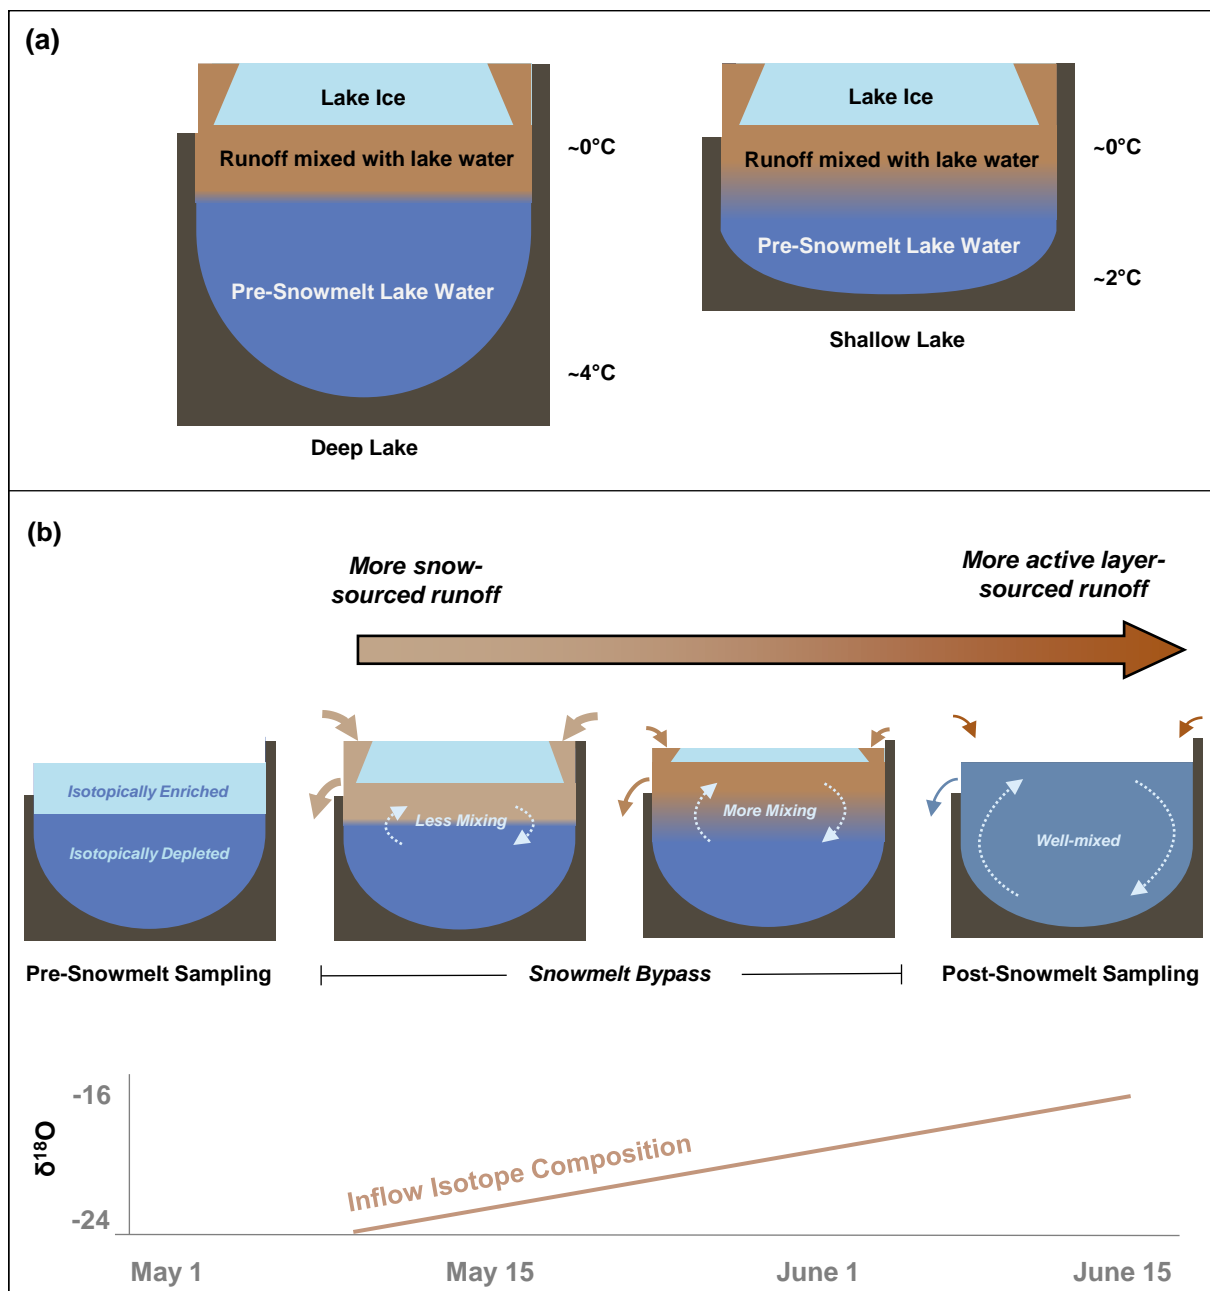 (a)
Lake Ice
Runoff mixed with lake water
Pre-Snowmelt Lake Water
~0°C
~4°C
Deep Lake
Lake Ice
Runoff mixed with lake water
Pre-Snowmelt Lake Water
~0°C
~2°C
Shallow Lake
(b)
More snow-
sourced runoff
More active layer-
sourced runoff
Isotopically Enriched
Isotopically Depleted
Less Mixing
More Mixing
Well-mixed
Pre-Snowmelt Sampling
Snowmelt Bypass
Post-Snowmelt Sampling
-16
δ¹⁸O
Inflow Isotope Composition
-24
May 1
May 15
June 1
June 15